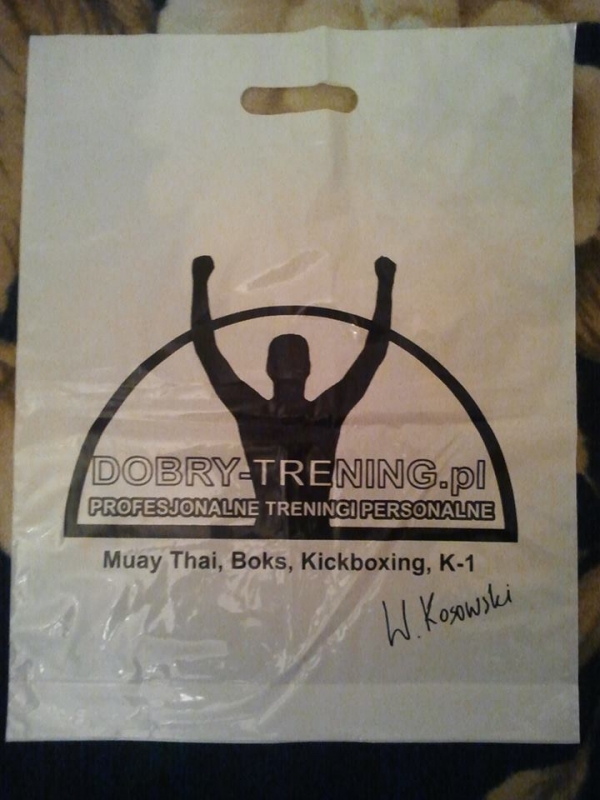 DOBRY-TRENING.pl
PROFESJONALNE TRENINGI PERSONALNE
Muay Thai, Boks, Kickboxing, K-1
W. Kosowski